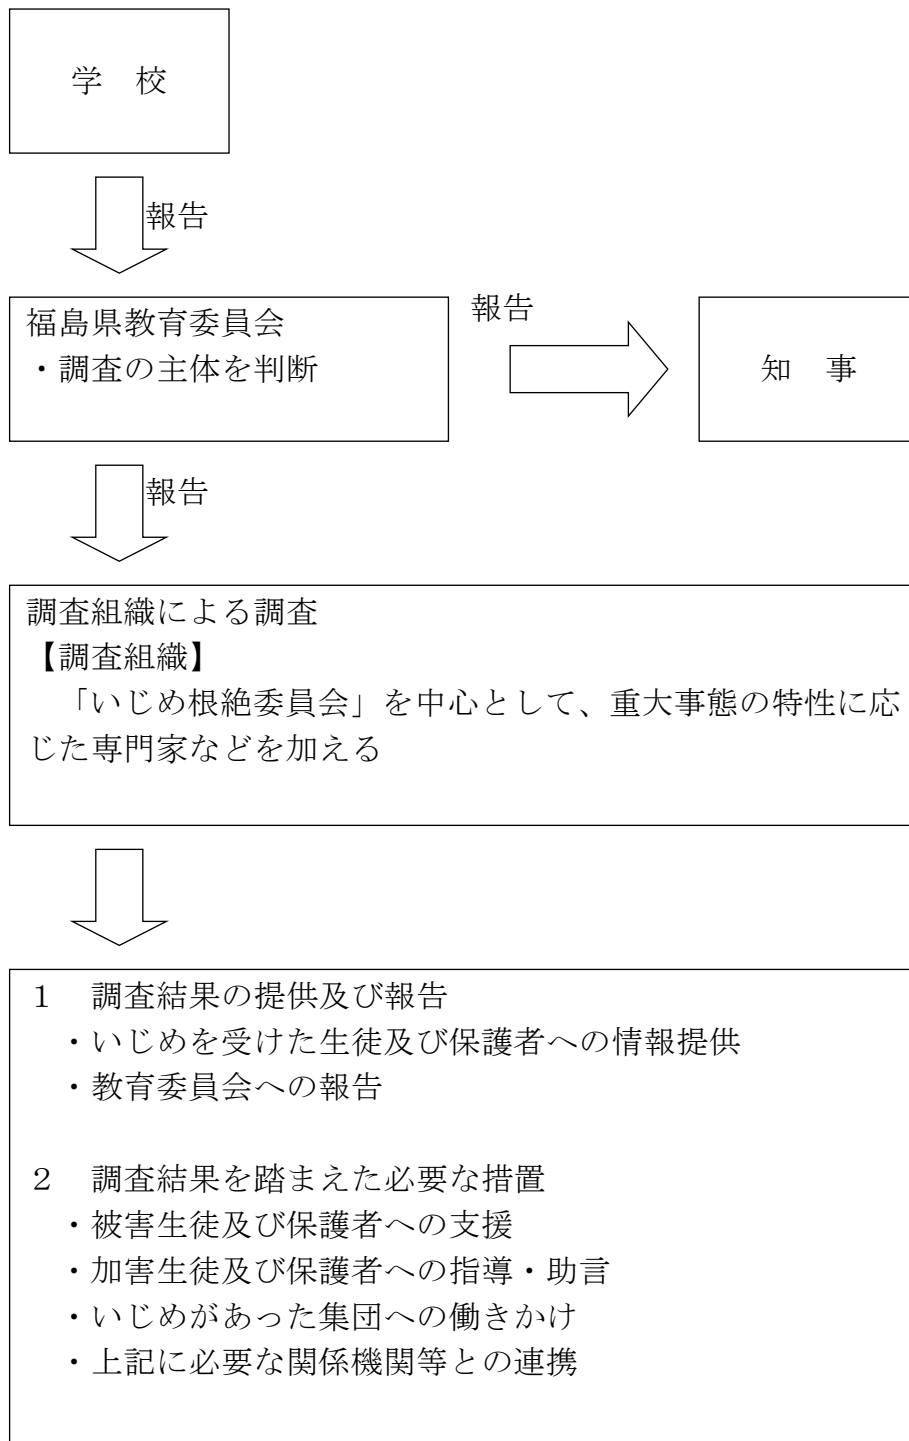 学　校
報告
福島県教育委員会
・調査の主体を判断
報告
知　事
報告
調査組織による調査
【調査組織】
「いじめ根絶委員会」を中心として、重大事態の特性に応
じた専門家などを加える
１　調査結果の提供及び報告
・いじめを受けた生徒及び保護者への情報提供
・教育委員会への報告
２　調査結果を踏まえた必要な措置
・被害生徒及び保護者への支援
・加害生徒及び保護者への指導・助言
・いじめがあった集団への働きかけ
・上記に必要な関係機関等との連携